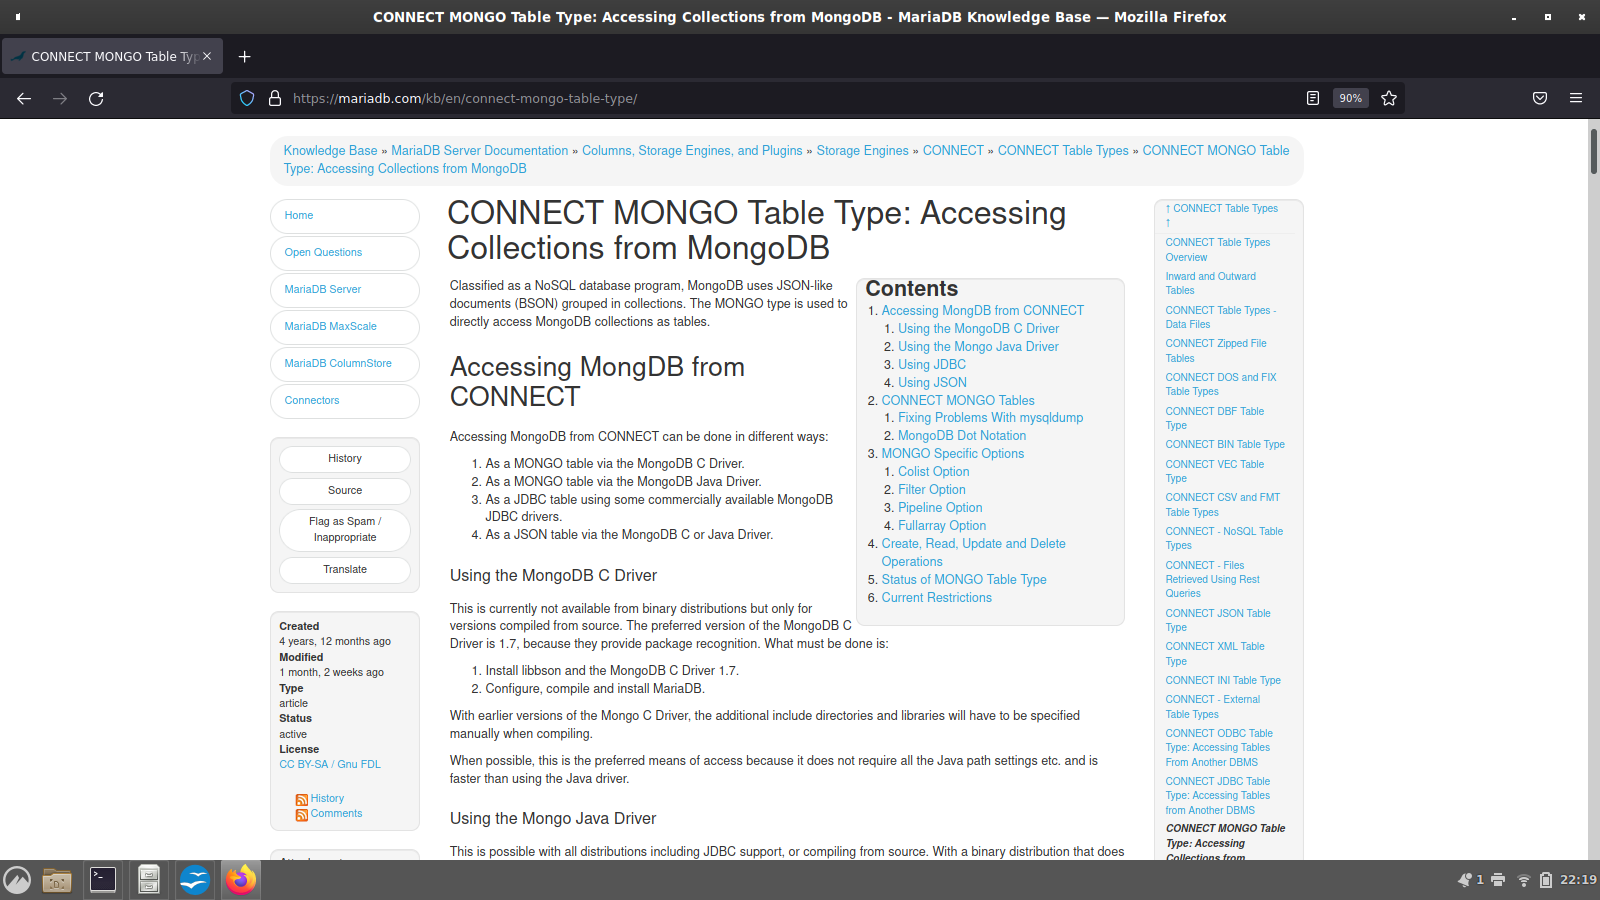 CONNECT MONGO Table Type: Accessing Collections from MongoDB - MariaDB Knowledge Base — Mozilla Firefox
CONNECT MONGO Table Typ
https://mariadb.com/kb/en/connect-mongo-table-type/
90%
Knowledge Base » MariaDB Server Documentation » Columns, Storage Engines, and Plugins » Storage Engines » CONNECT » CONNECT Table Types » CONNECT MONGO Table
Type: Accessing Collections from MongoDB
Home
Open Questions
MariaDB Server
MariaDB MaxScale
MariaDB ColumnStore
Connectors
History
Source
Flag as Spam /
Inappropriate
Translate
Created
4 years, 12 months ago
Modified
1 month, 2 weeks ago
Type
article
Status
active
License
CC BY-SA / Gnu FDL
History
Comments
CONNECT MONGO Table Type: Accessing
Collections from MongoDB
Classified as a NoSQL database program, MongoDB uses JSON-like
documents (BSON) grouped in collections. The MONGO type is used to
directly access MongoDB collections as tables.
Accessing MongDB from
CONNECT
Accessing MongoDB from CONNECT can be done in different ways:
1. As a MONGO table via the MongoDB C Driver.
2. As a MONGO table via the MongoDB Java Driver.
3. As a JDBC table using some commercially available MongoDB
JDBC drivers.
4. As a JSON table via the MongoDB C or Java Driver.
Using the MongoDB C Driver
This is currently not available from binary distributions but only for
versions compiled from source. The preferred version of the MongoDB C
Driver is 1.7, because they provide package recognition. What must be done is:
1. Install libbson and the MongoDB C Driver 1.7.
2. Configure, compile and install MariaDB.
With earlier versions of the Mongo C Driver, the additional include directories and libraries will have to be specified
manually when compiling.
When possible, this is the preferred means of access because it does not require all the Java path settings etc. and is
faster than using the Java driver.
Using the Mongo Java Driver
This is possible with all distributions including JDBC support, or compiling from source. With a binary distribution that does
Contents
1. Accessing MongDB from CONNECT
1. Using the MongoDB C Driver
2. Using the Mongo Java Driver
3. Using JDBC
4. Using JSON
2. CONNECT MONGO Tables
1. Fixing Problems With mysqldump
2. MongoDB Dot Notation
3. MONGO Specific Options
1. Colist Option
2. Filter Option
3. Pipeline Option
4. Fullarray Option
4. Create, Read, Update and Delete
Operations
5. Status of MONGO Table Type
6. Current Restrictions
↑ CONNECT Table Types
↑
CONNECT Table Types
Overview
Inward and Outward
Tables
CONNECT Table Types -
Data Files
CONNECT Zipped File
Tables
CONNECT DOS and FIX
Table Types
CONNECT DBF Table
Type
CONNECT BIN Table Type
CONNECT VEC Table
Type
CONNECT CSV and FMT
Table Types
CONNECT - NoSQL Table
Types
CONNECT - Files
Retrieved Using Rest
Queries
CONNECT JSON Table
Type
CONNECT XML Table
Type
CONNECT INI Table Type
CONNECT - External
Table Types
CONNECT ODBC Table
Type: Accessing Tables
From Another DBMS
CONNECT JDBC Table
Type: Accessing Tables
from Another DBMS
CONNECT MONGO Table
Type: Accessing
Collections from
1
22:19